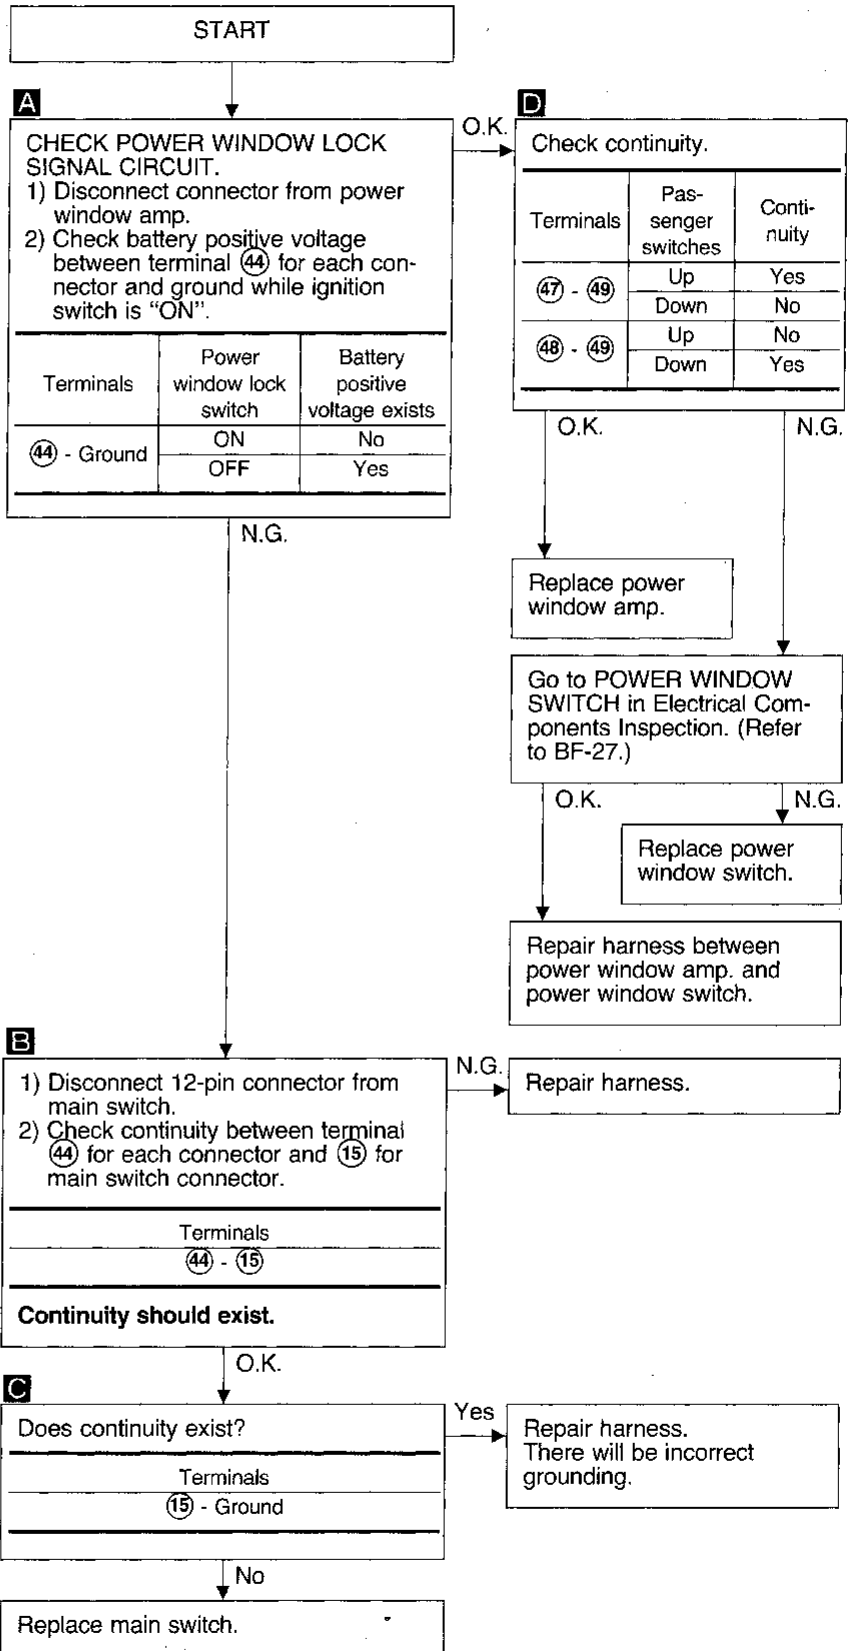 START
A
CHECK POWER WINDOW LOCK
SIGNAL CIRCUIT.
1) Disconnect connector from power
window amp.
2) Check battery positive voltage
between terminal 44 for each con-
nector and ground while ignition
switch is “ON”.
Terminals
Power
window lock
switch
Battery
positive
voltage exists
44 - Ground
ON
No
OFF
Yes
O.K.
N.G.
D
Check continuity.
Terminals
Pas-
senger
switches
Conti-
nuity
47 - 49
Up
Yes
Down
No
48 - 49
Up
No
Down
Yes
O.K.
N.G.
Replace power
window amp.
Go to POWER WINDOW
SWITCH in Electrical Com-
ponents Inspection. (Refer
to BF-27.)
O.K.
N.G.
Replace power
window switch.
Repair harness between
power window amp. and
power window switch.
B
1) Disconnect 12-pin connector from
main switch.
2) Check continuity between terminal
44 for each connector and 15 for
main switch connector.
Terminals
44 - 15
Continuity should exist.
N.G.
Repair harness.
O.K.
C
Does continuity exist?
Terminals
15 - Ground
Yes
Repair harness.
There will be incorrect
grounding.
No
Replace main switch.